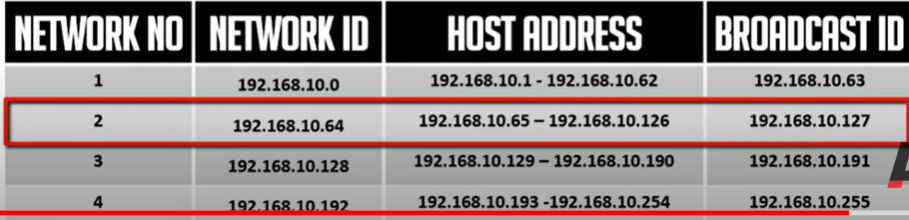 NETWORK NO NETWORK ID HOST ADDRESS BROADCAST ID
1 192.168.10.0 192.168.10.1 - 192.168.10.62 192.168.10.63
2 192.168.10.64 192.168.10.65 – 192.168.10.126 192.168.10.127
3 192.168.10.128 192.168.10.129 – 192.168.10.190 192.168.10.191
4 192.168.10.192 192.168.10.193 -192.168.10.254 192.168.10.255